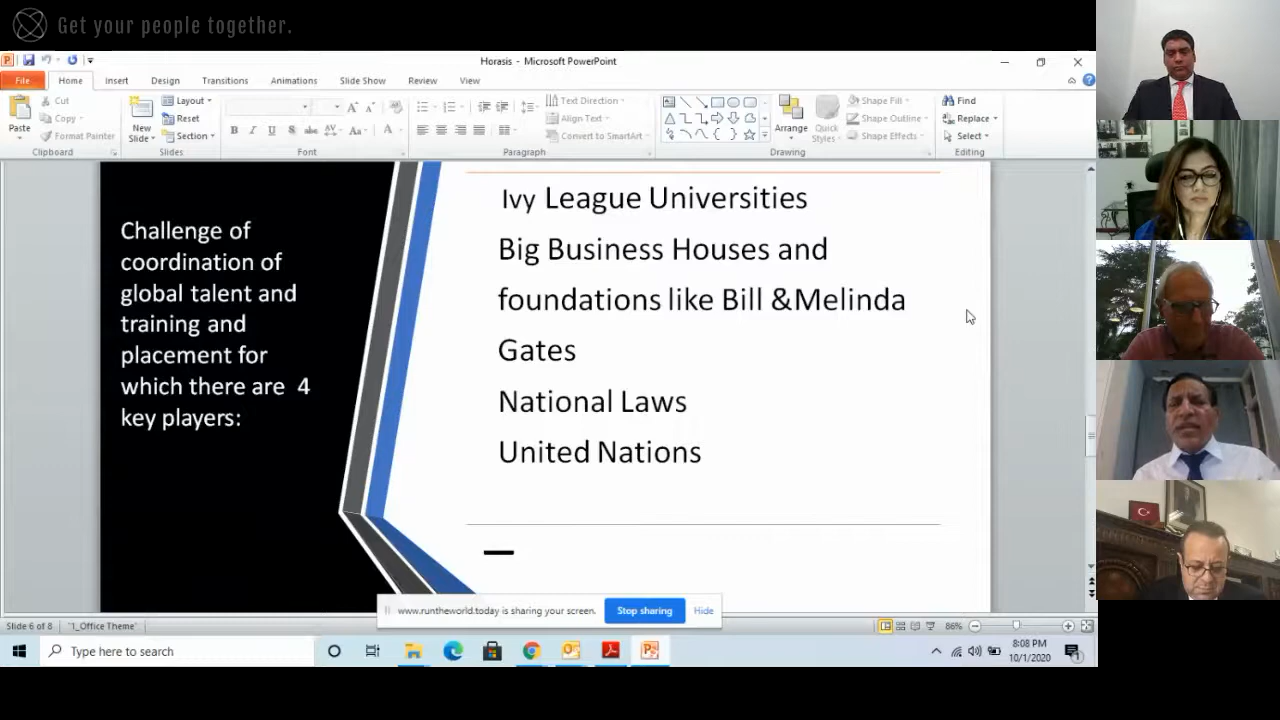 Get your people together.
Horasis - Microsoft PowerPoint
File Home Insert Design Transitions Animations Slide Show Review View
Paste
Cut
Copy
Format Painter
Clipboard
New
Slide
Layout
Reset
Section
Slides
B I U S abc AV Aa A
Font
Text Direction
Align Text
Convert to SmartArt
Paragraph
Arrange
Quick
Styles
Shape Fill
Shape Outline
Shape Effects
Drawing
Find
Replace
Select
Editing
Challenge of
coordination of
global talent and
training and
placement for
which there are 4
key players:
Ivy League Universities
Big Business Houses and
foundations like Bill &Melinda
Gates
National Laws
United Nations
www.runtheworld.today is sharing your screen. Stop sharing Hide
Slide 6 of 8 "1_Office Theme" 86%
Type here to search
8:08 PM
10/1/2020